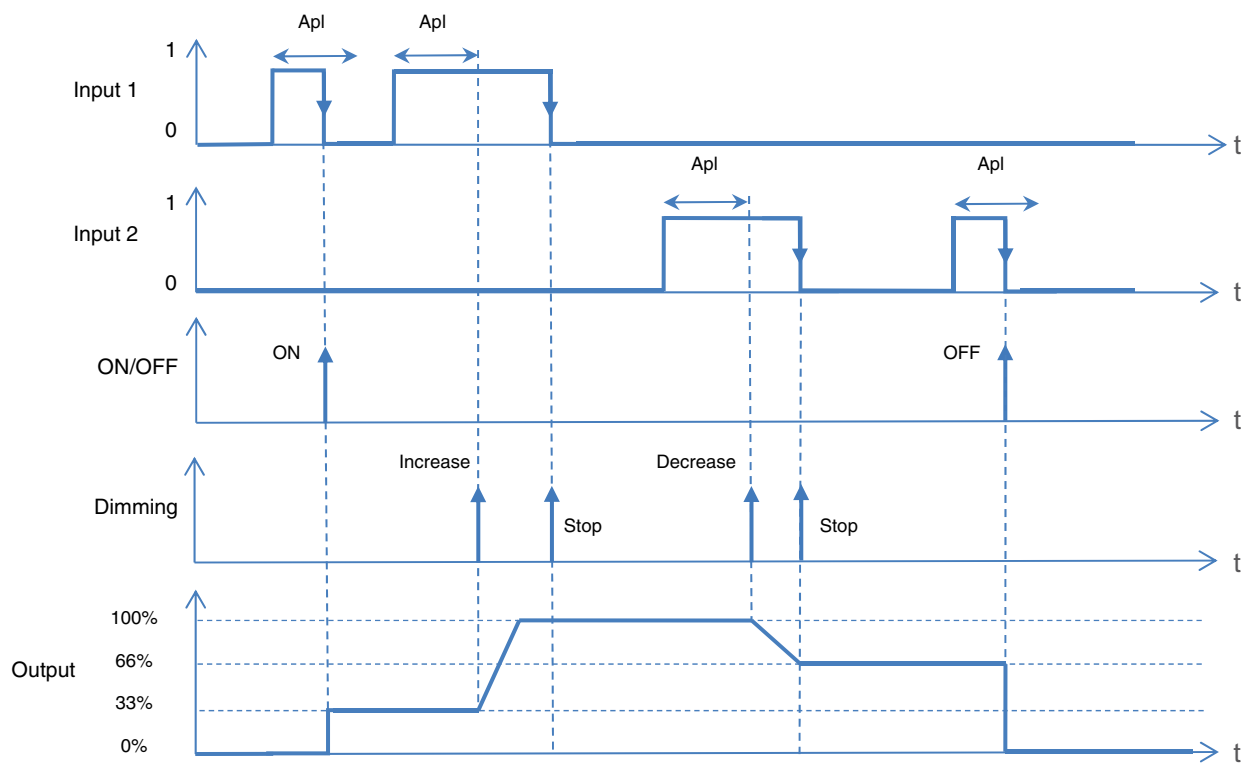 Apl Apl
1
Input 1
0
t
Apl Apl
1
Input 2
0
t
ON OFF
ON/OFF
t
Increase Decrease
Dimming
Stop Stop
t
100%
66%
Output
33%
0%
t